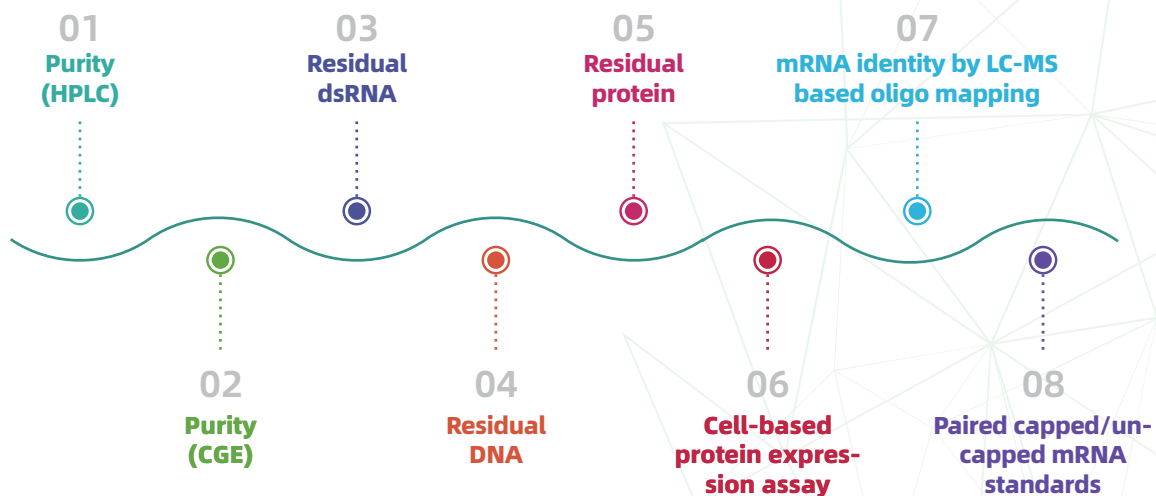 01
Purity
(HPLC)
02
Purity
(CGE)
03
Residual
dsRNA
04
Residual
DNA
05
Residual
protein
06
Cell-based
protein expres-
sion assay
07
mRNA identity by LC-MS
based oligo mapping
08
Paired capped/un-
capped mRNA
standards